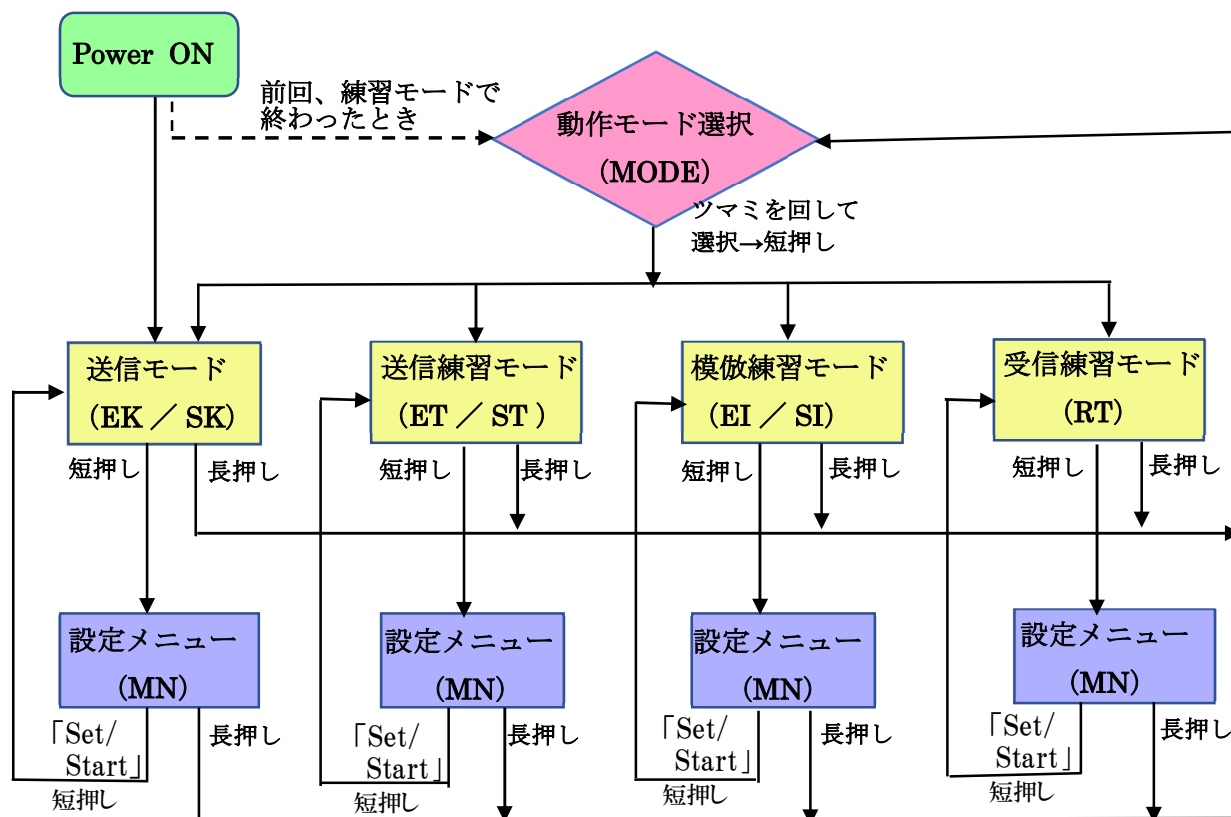 Power ON
前回、練習モードで
終わったとき
動作モード選択
（MODE）
ツマミを回して
選択→短押し
送信モード
（EK ／ SK）
送信練習モード
（ET ／ ST ）
模倣練習モード
（EI ／ SI）
受信練習モード
（RT）
短押し
長押し
短押し
長押し
短押し
長押し
短押し
長押し
設定メニュー
（MN）
設定メニュー
（MN）
設定メニュー
（MN）
設定メニュー
（MN）
「Set/
Start」
短押し
長押し
「Set/
Start」
短押し
長押し
「Set/
Start」
短押し
長押し
「Set/
Start」
短押し
長押し